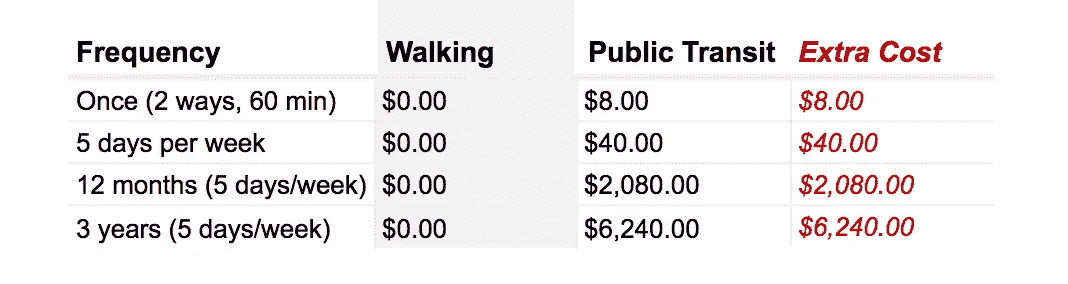 Frequency Walking Public Transit Extra Cost
Once (2 ways, 60 min) $0.00 $8.00 $8.00
5 days per week $0.00 $40.00 $40.00
12 months (5 days/week) $0.00 $2,080.00 $2,080.00
3 years (5 days/week) $0.00 $6,240.00 $6,240.00